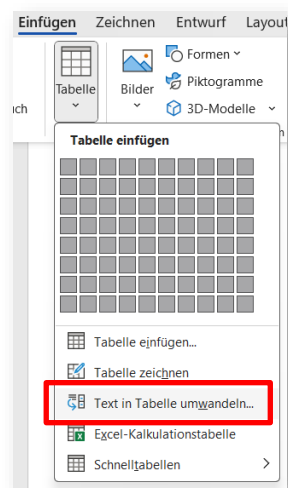 Einfügen Zeichnen Entwurf Layout
Formen
Piktogramme
Tabelle Bilder
3D-Modelle
Tabelle einfügen
Tabelle einfügen...
Tabelle zeichnen
Text in Tabelle umwandeln...
Excel-Kalkulationstabelle
Schnelltabellen